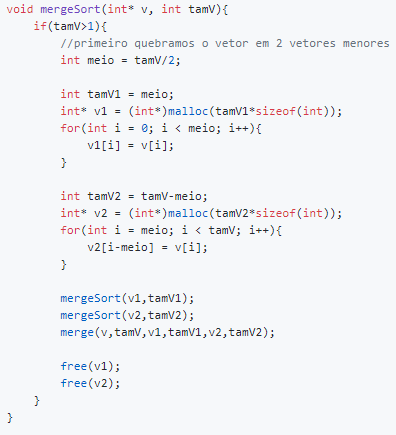 void mergeSort(int* v, int tamV){
    if(tamV>1){
        //primeiro quebramos o vetor em 2 vetores menores
        int meio = tamV/2;

        int tamV1 = meio;
        int* v1 = (int*)malloc(tamV1*sizeof(int));
        for(int i = 0; i < meio; i++){
            v1[i] = v[i];
        }

        int tamV2 = tamV-meio;
        int* v2 = (int*)malloc(tamV2*sizeof(int));
        for(int i = meio; i < tamV; i++){
            v2[i-meio] = v[i];
        }

        mergeSort(v1,tamV1);
        mergeSort(v2,tamV2);
        merge(v,tamV,v1,tamV1,v2,tamV2);

        free(v1);
        free(v2);
    }
}